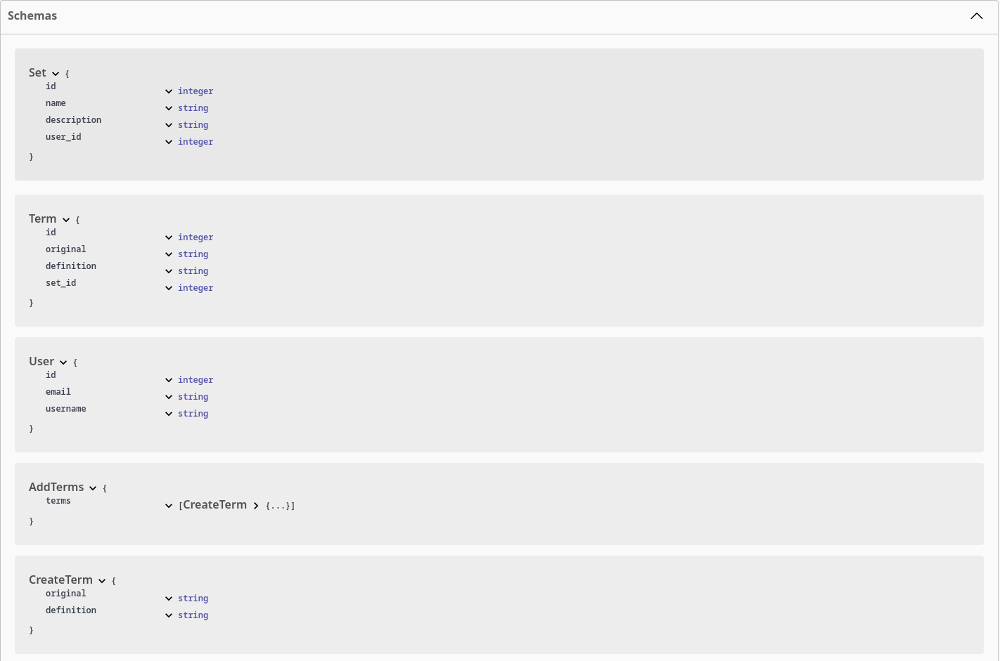 Schemas
Set {
id integer
name string
description string
user_id integer
}
Term {
id integer
original string
definition string
set_id integer
}
User {
id integer
email string
username string
}
AddTerms {
terms [CreateTerm > {...}]
}
CreateTerm {
original string
definition string
}